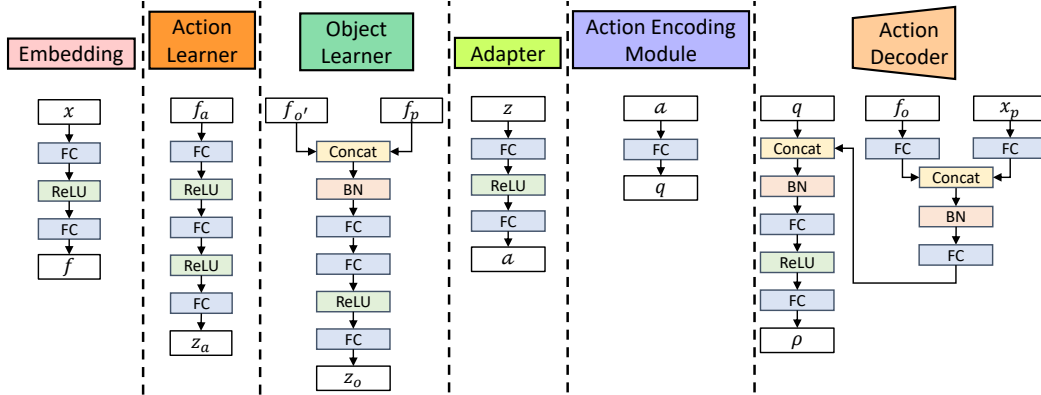 Embedding
x
FC
ReLU
FC
f
Action
Learner
f_a
FC
ReLU
FC
ReLU
FC
z_a
Object
Learner
f_{o'}
f_p
Concat
BN
FC
FC
ReLU
FC
z_o
Adapter
z
FC
ReLU
FC
a
Action Encoding
Module
a
FC
q
Action
Decoder
q
f_o
x_p
Concat
FC
FC
BN
Concat
FC
BN
ReLU
FC
FC
ρ